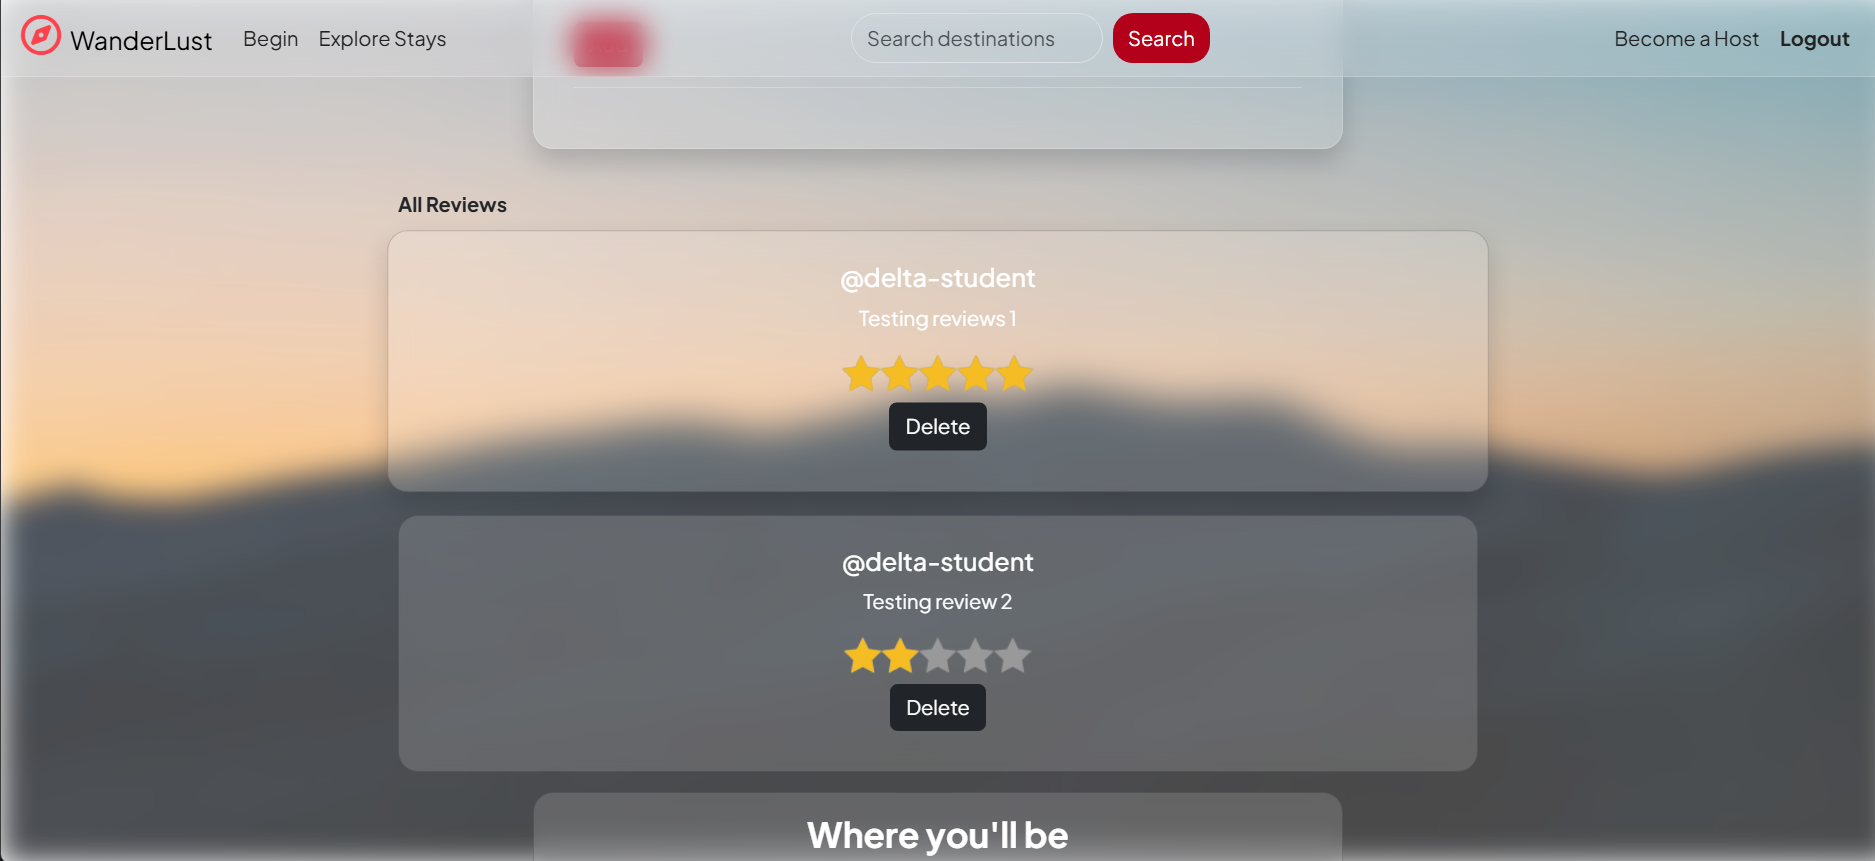 WanderLust Begin Explore Stays Search destinations Search Become a Host Logout
All Reviews
@delta-student
Testing reviews 1
Delete
@delta-student
Testing review 2
Delete
Where you'll be